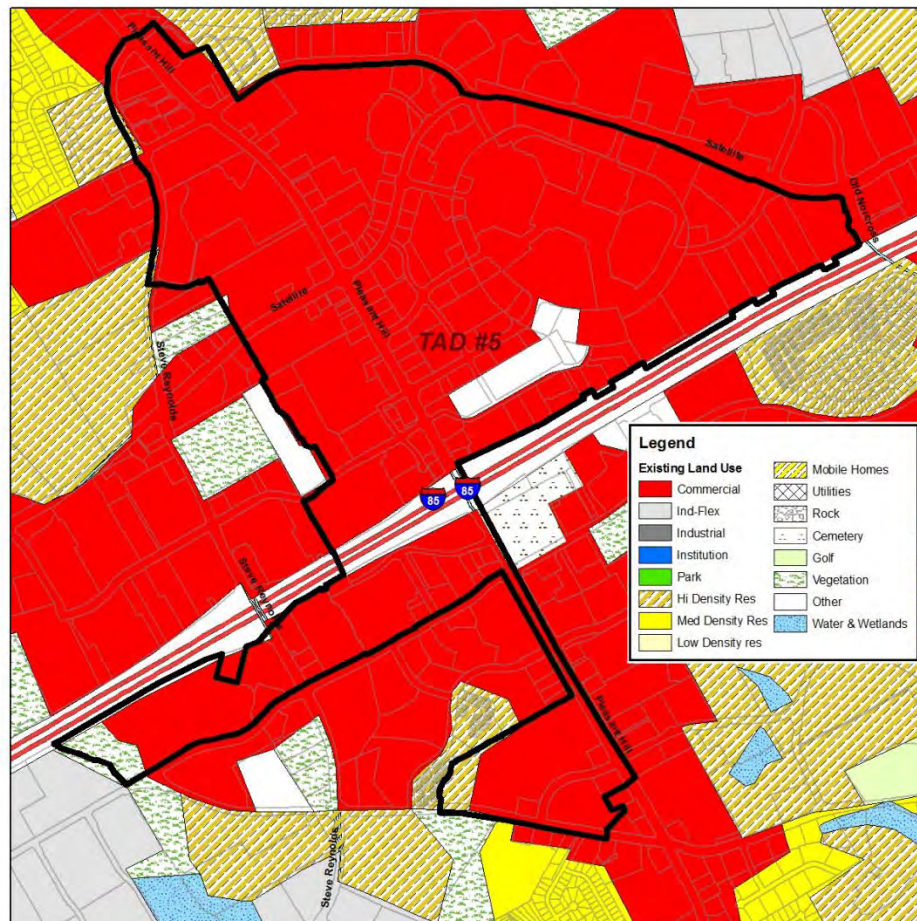 Pleasant Hill
Satellite
Old Norcross
Satellite
Pleasant Hill
TAD #5
Steve Reynolds
85
85
Legend
Existing Land Use
Commercial
Ind-Flex
Industrial
Institution
Park
Hi Density Res
Med Density Res
Low Density res
Mobile Homes
Utilities
Rock
Cemetery
Golf
Vegetation
Other
Water & Wetlands
Pleasant Hill
Steve Reynolds